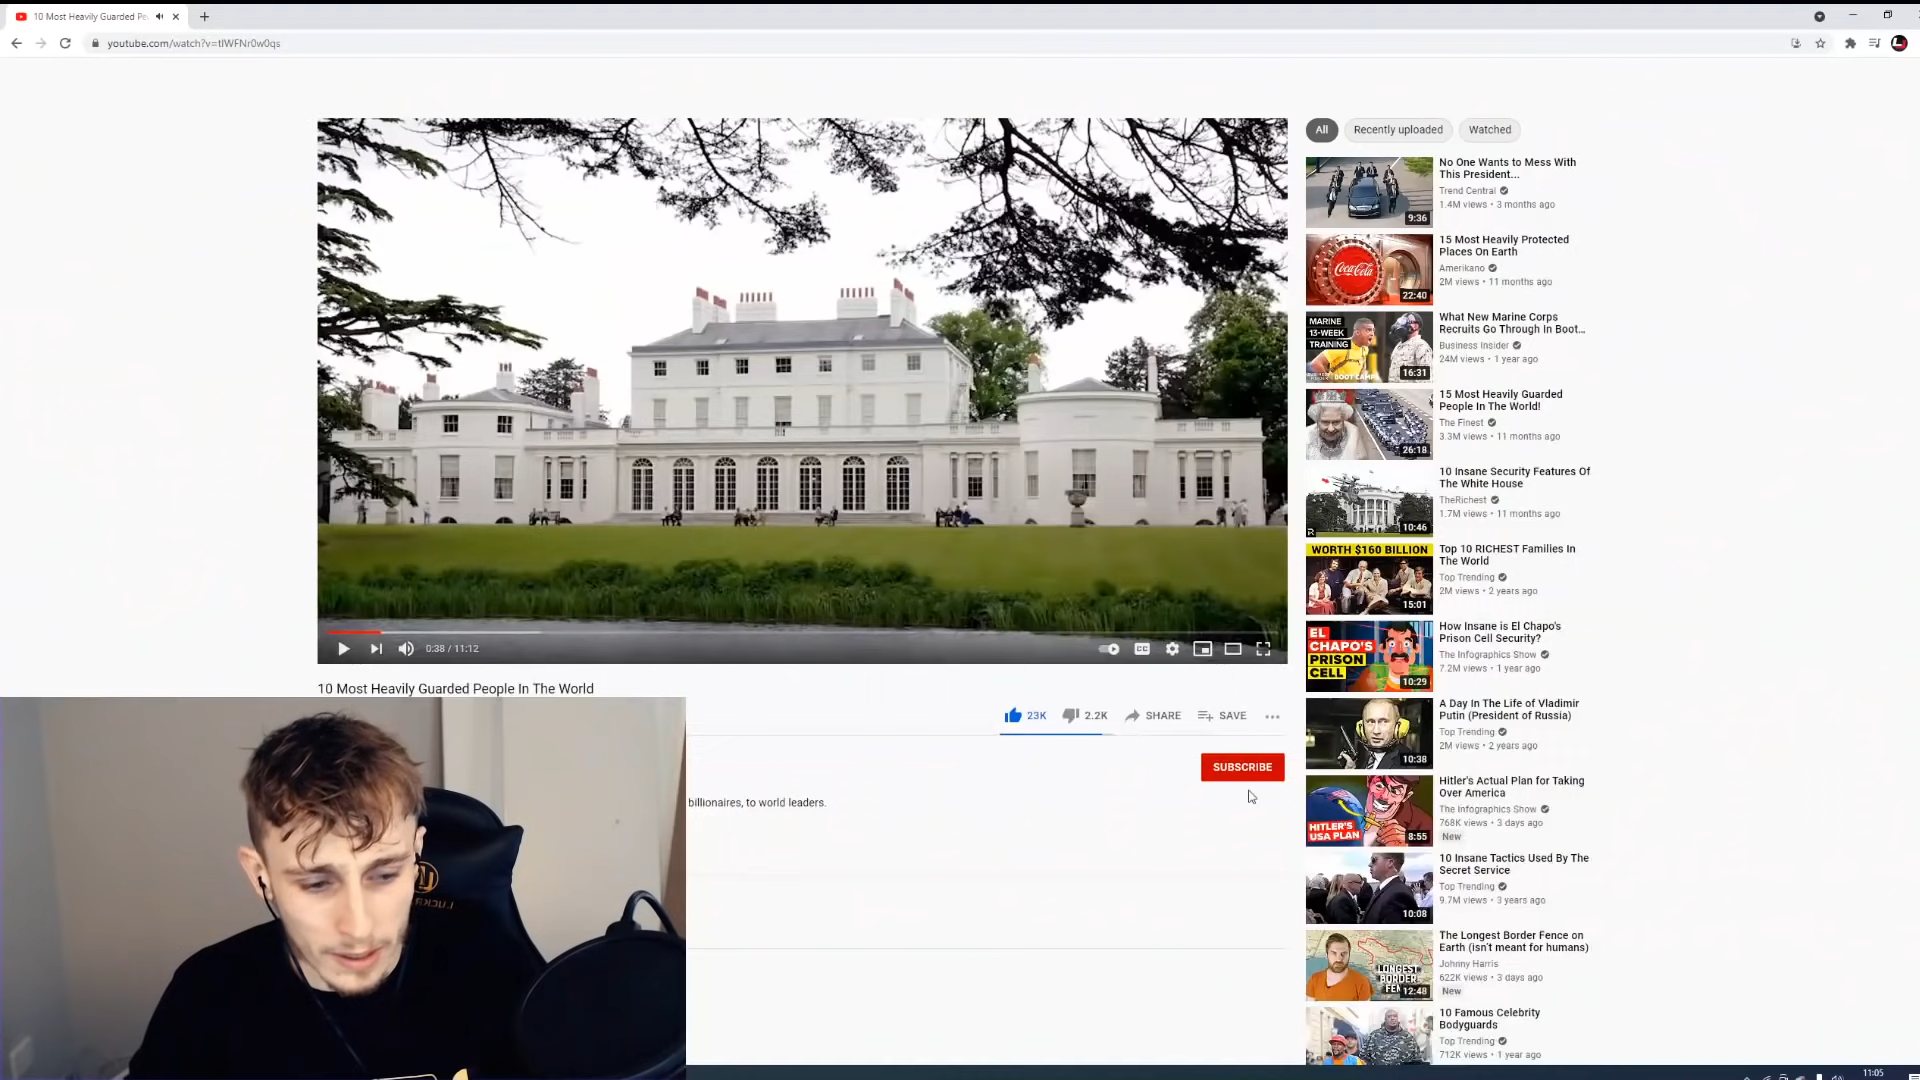 10 Most Heavily Guarded Pe
youtube.com/watch?v=tIWFNr0w0qs
All
Recently uploaded
Watched
No One Wants to Mess With
This President...
Trend Central
1.4M views • 3 months ago
9:36
15 Most Heavily Protected
Places On Earth
Amerikano
2M views • 11 months ago
Coca-Cola
22:40
What New Marine Corps
Recruits Go Through In Boot...
Business Insider
24M views • 1 year ago
MARINE
13-WEEK
TRAINING
BOOT CAMP
16:31
15 Most Heavily Guarded
People In The World!
The Finest
3.3M views • 11 months ago
26:18
10 Insane Security Features Of
The White House
TheRichest
1.7M views • 11 months ago
R
10:46
Top 10 RICHEST Families In
The World
Top Trending
2M views • 2 years ago
WORTH $160 BILLION
15:01
How Insane is El Chapo's
Prison Cell Security?
The Infographics Show
7.2M views • 1 year ago
EL
CHAPO'S
PRISON
CELL
10:29
A Day In The Life of Vladimir
Putin (President of Russia)
Top Trending
2M views • 2 years ago
10:38
Hitler's Actual Plan for Taking
Over America
The Infographics Show
768K views • 3 days ago
New
HITLER'S
USA PLAN
8:55
10 Insane Tactics Used By The
Secret Service
Top Trending
9.7M views • 3 years ago
10:08
The Longest Border Fence on
Earth (isn't meant for humans)
Johnny Harris
622K views • 3 days ago
New
LONGEST
BORDER
FEN
12:48
10 Famous Celebrity
Bodyguards
Top Trending
712K views • 1 year ago
0:38 / 11:12
CC
10 Most Heavily Guarded People In The World
23K
2.2K
SHARE
SAVE
SUBSCRIBE
billionaires, to world leaders.
11:05